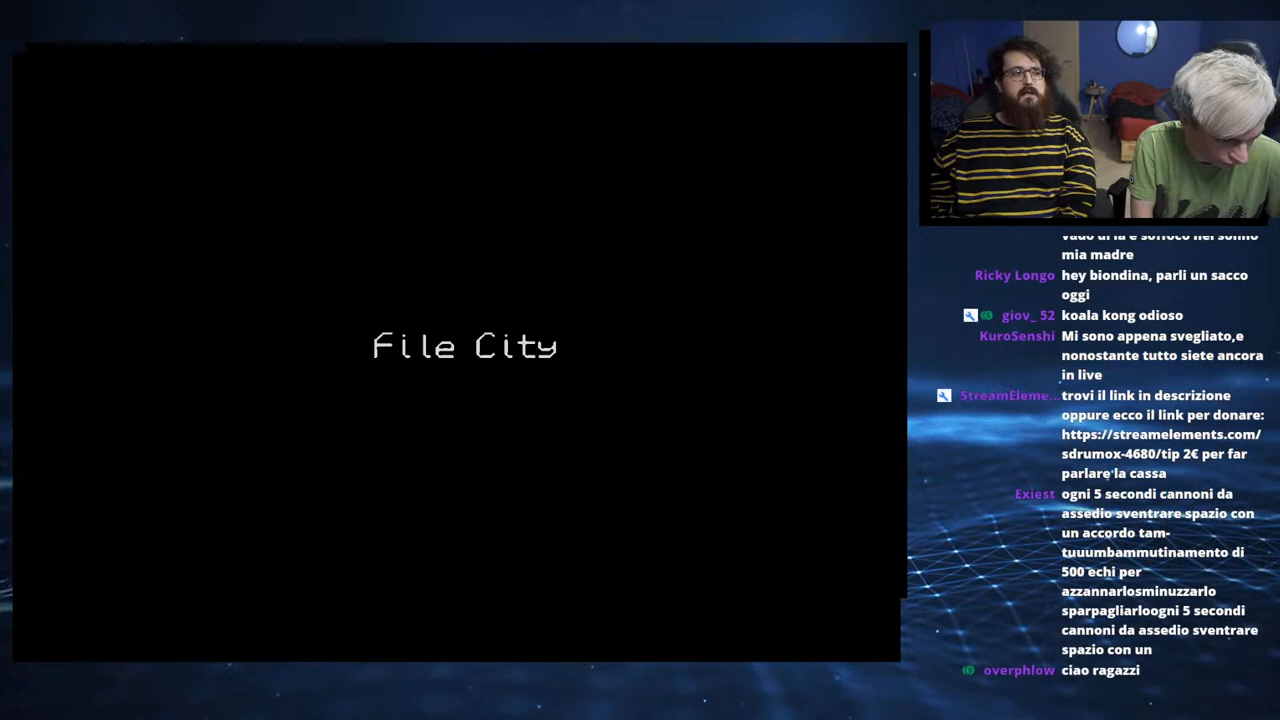 File City
vado di là e soffoco nel sonno
mia madre
Ricky Longo hey biondina, parli un sacco
oggi
giov_ 52 koala kong odioso
KuroSenshi Mi sono appena svegliato,e
nonostante tutto siete ancora
in live
StreamEleme... trovi il link in descrizione
oppure ecco il link per donare:
https://streamelements.com/
sdrumox-4680/tip 2€ per far
parlare la cassa
Exiest ogni 5 secondi cannoni da
assedio sventrare spazio con
un accordo tam-
tuuumbammutinamento di
500 echi per
azzannarlosminuzzarlo
sparpagliarloogni 5 secondi
cannoni da assedio sventrare
spazio con un
overphlow ciao ragazzi